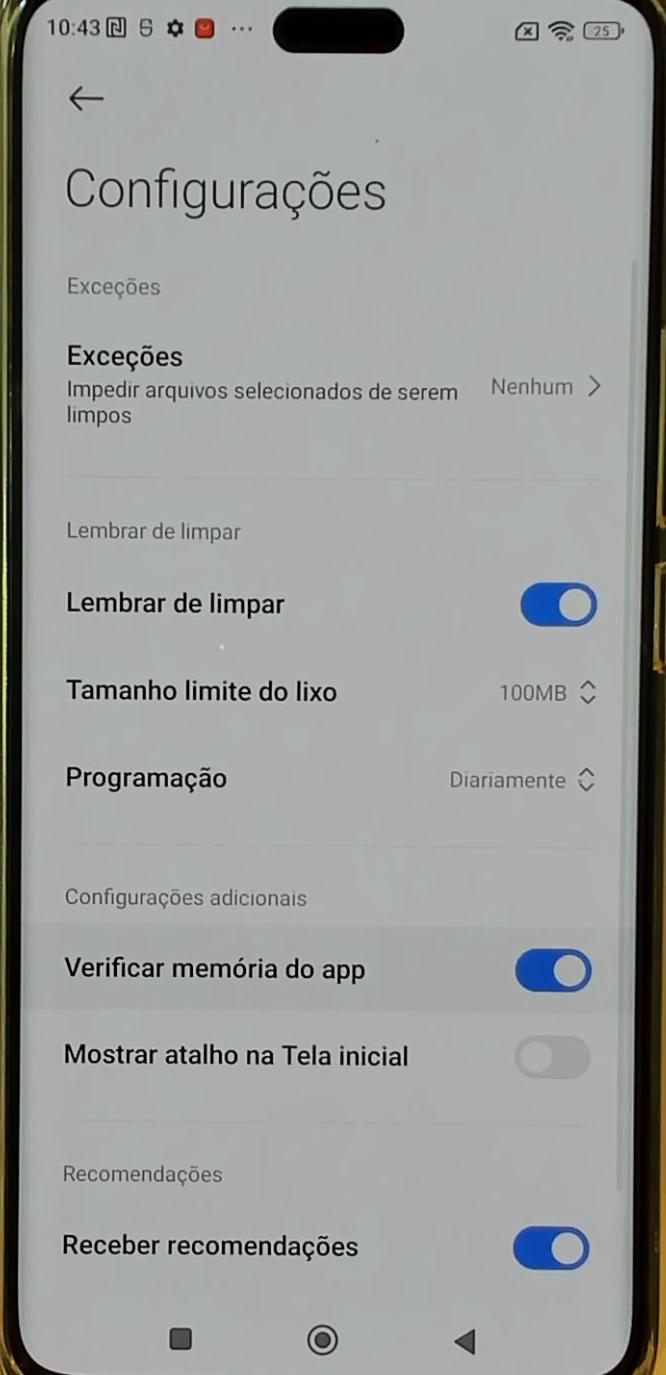 10:43
25
Configurações
Exceções
Exceções
Impedir arquivos selecionados de serem
limpos
Nenhum
Lembrar de limpar
Lembrar de limpar
Tamanho limite do lixo
100MB
Programação
Diariamente
Configurações adicionais
Verificar memória do app
Mostrar atalho na Tela inicial
Recomendações
Receber recomendações